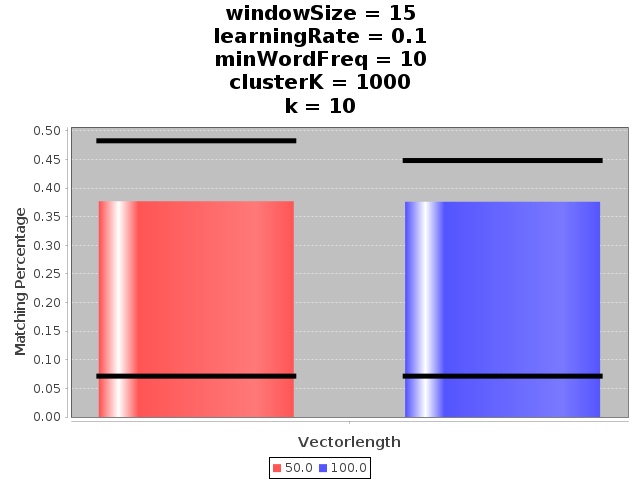 windowSize = 15
learningRate = 0.1
minWordFreq = 10
clusterK = 1000
k = 10
0.50
0.45
0.40
0.35
0.30
0.25
0.20
0.15
0.10
0.05
0.00
Matching Percentage
Vectorlength
50.0 100.0